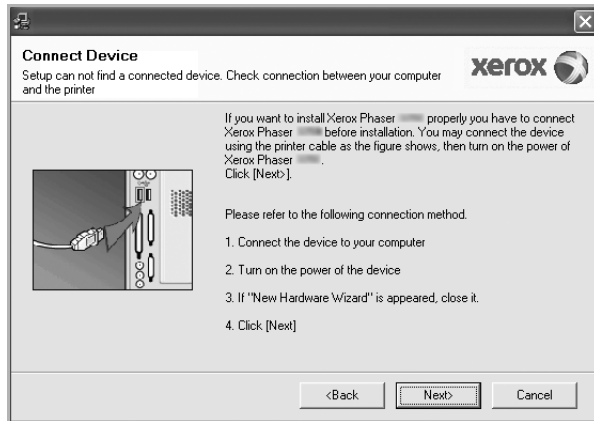 Connect Device
Setup can not find a connected device. Check connection between your computer
and the printer
xerox
If you want to install Xerox Phaser properly you have to connect
Xerox Phaser before installation. You may connect the device
using the printer cable as the figure shows, then turn on the power of
Xerox Phaser .
Click [Next>].
Please refer to the following connection method.
1. Connect the device to your computer
2. Turn on the power of the device
3. If "New Hardware Wizard" is appeared, close it.
4. Click [Next]
<Back
Next>
Cancel